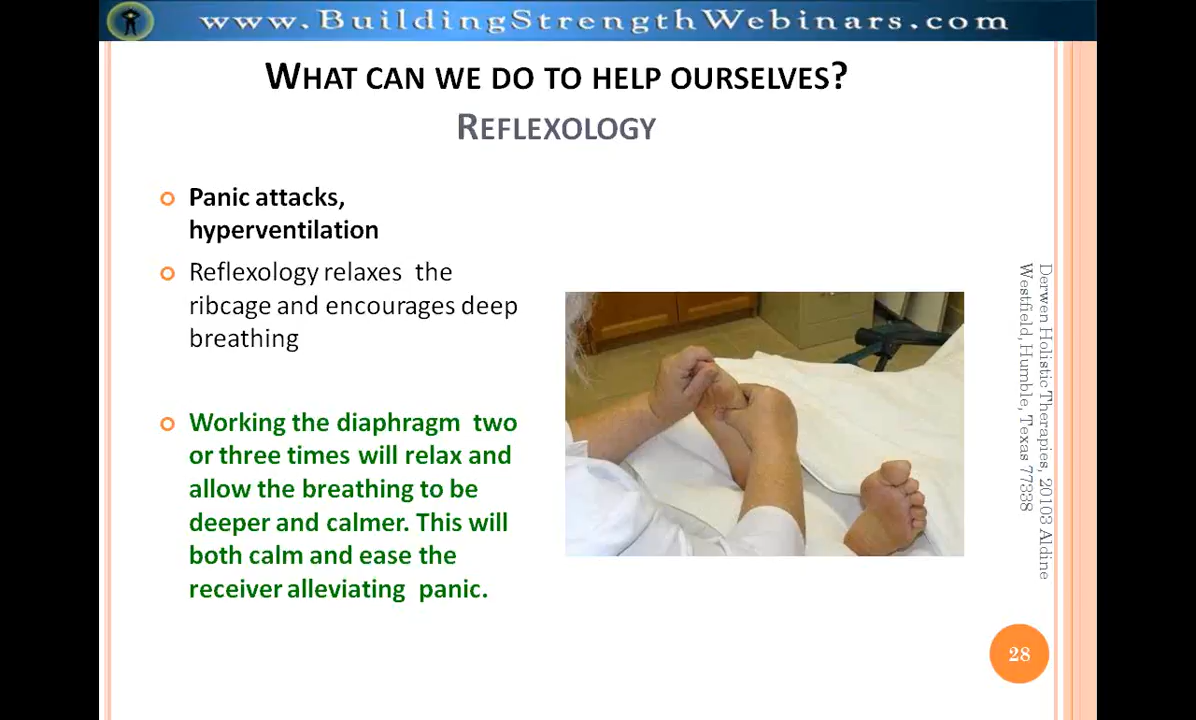 www.BuildingStrengthWebinars.com
WHAT CAN WE DO TO HELP OURSELVES?
REFLEXOLOGY
Panic attacks,
hyperventilation
Reflexology relaxes the
ribcage and encourages deep
breathing
Working the diaphragm two
or three times will relax and
allow the breathing to be
deeper and calmer. This will
both calm and ease the
receiver alleviating panic.
Derwen Holistic Therapies, 20103 Aldine
Westfield, Humble, Texas 77338
28